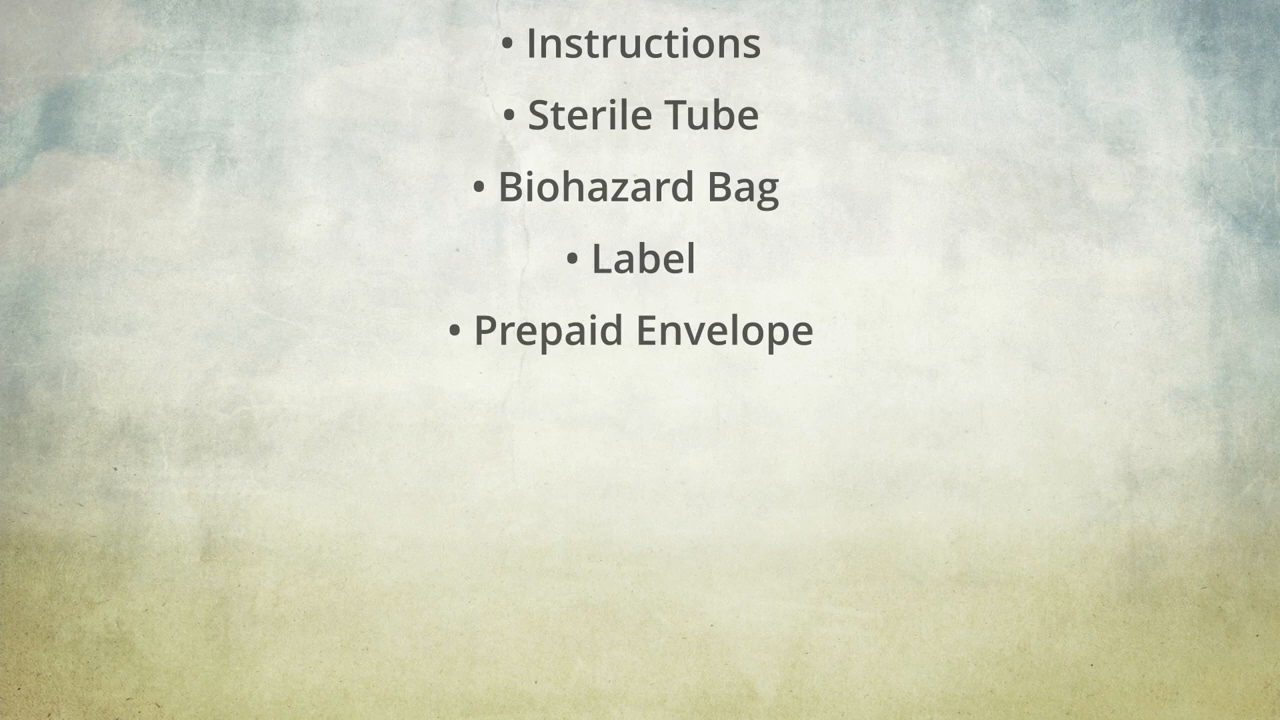 • Instructions
• Sterile Tube
• Biohazard Bag
• Label
• Prepaid Envelope